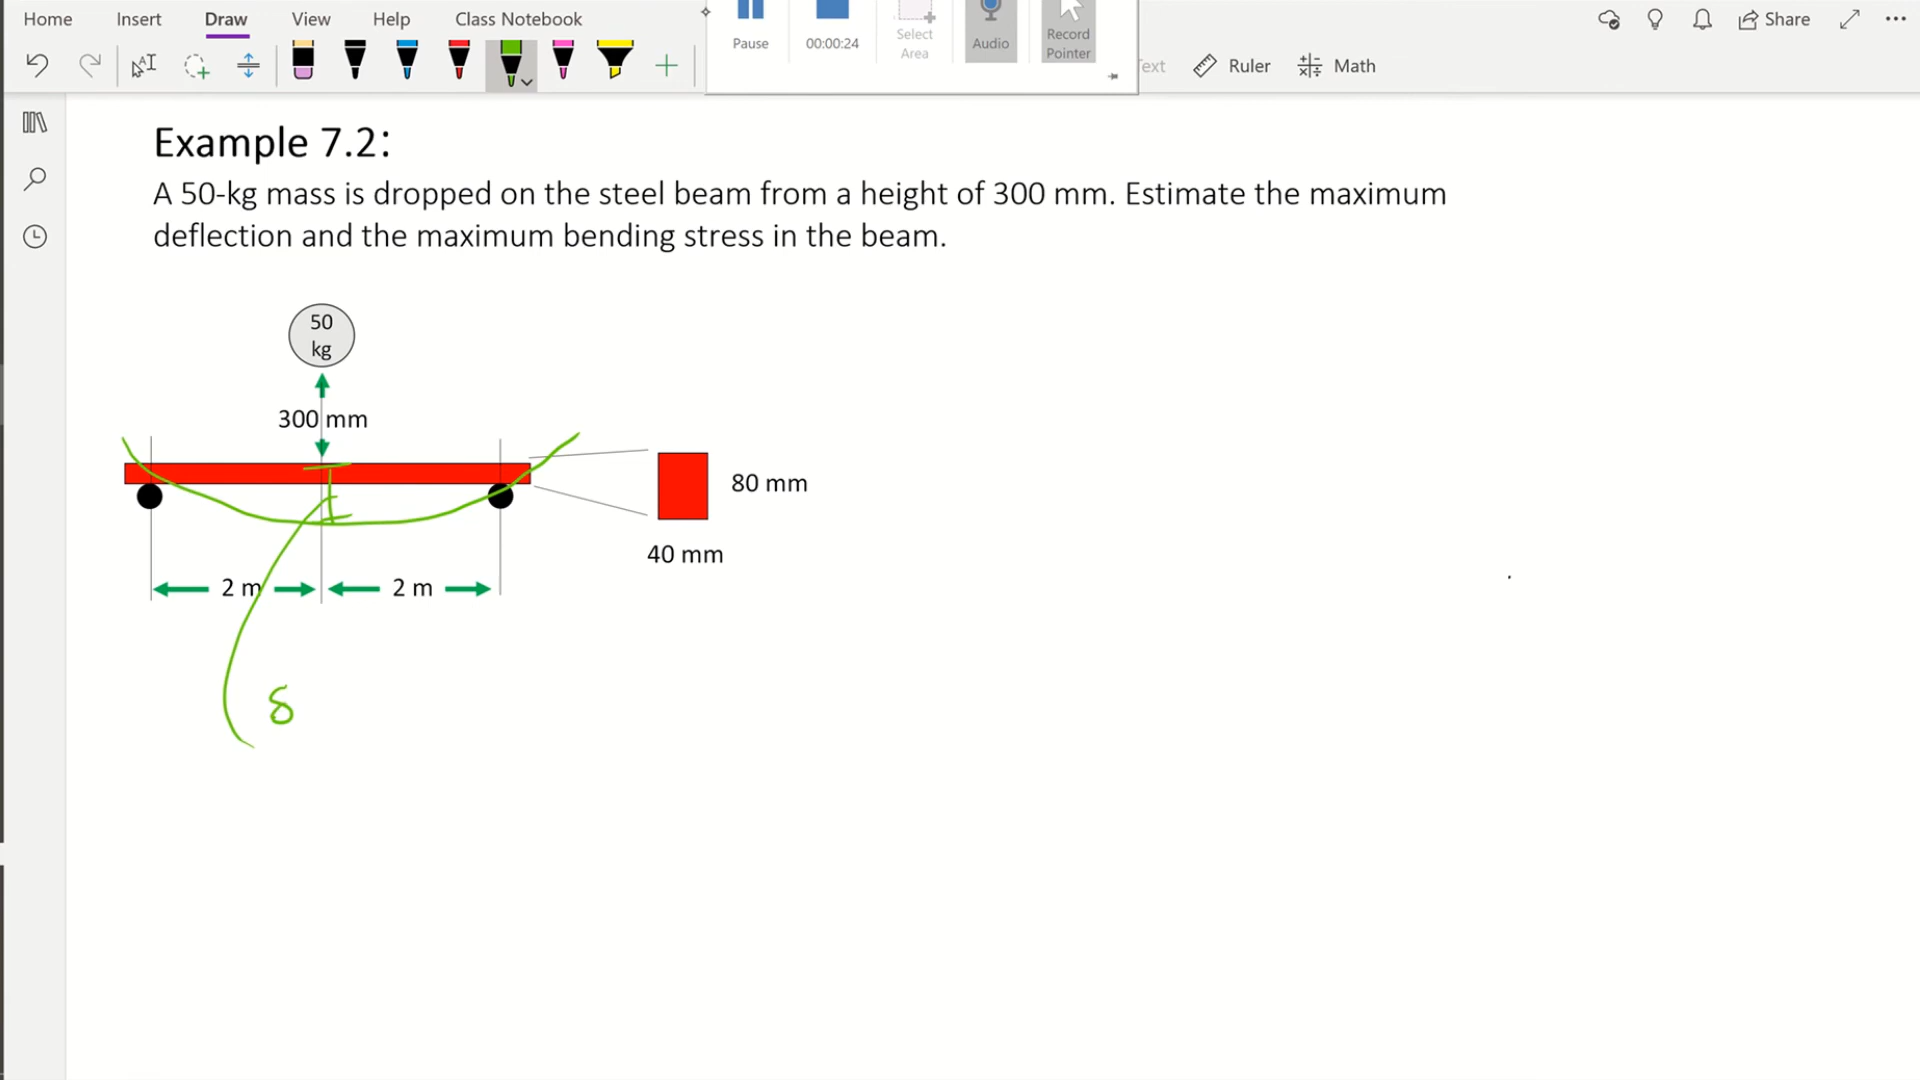 Home Insert Draw View Help Class Notebook
Pause
00:00:24
Select
Area
Audio
Record
Pointer
Share
Ruler
Math
Example 7.2:
A 50-kg mass is dropped on the steel beam from a height of 300 mm. Estimate the maximum
deflection and the maximum bending stress in the beam.
50
kg
300 mm
80 mm
40 mm
2 m
2 m
δ